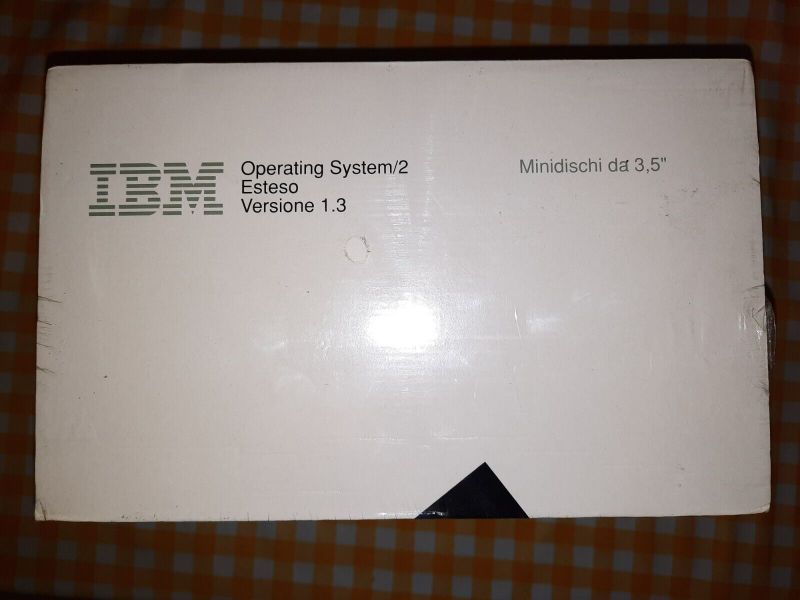 IBM
Operating System/2
Esteso
Versione 1.3
Minidischi da 3,5"